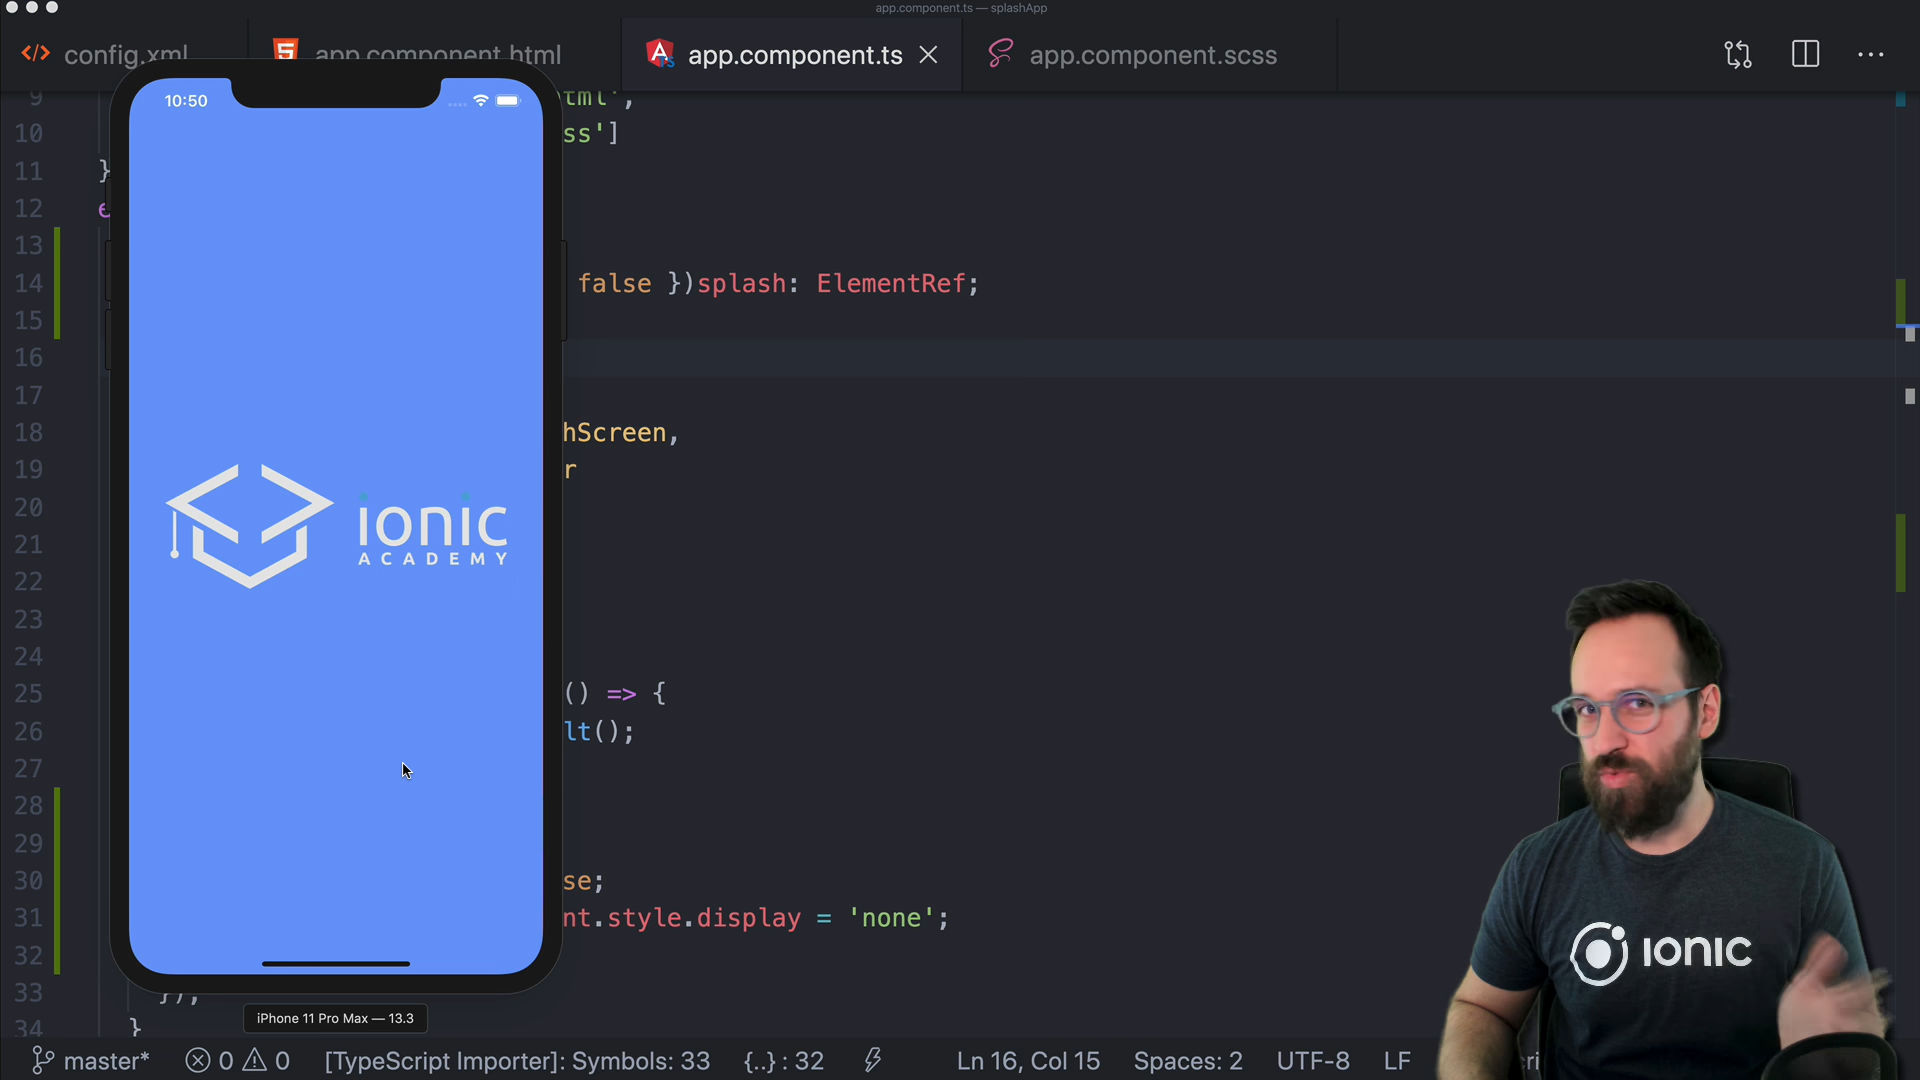 app.component.ts — splashApp
config.xml
app.component.html
app.component.ts
app.component.scss
9
tml',
10
ss']
11 }
12 e
13
14 false })splash: ElementRef;
15
16
17
18 hScreen,
19 r
20
21
22
23
24
25 () => {
26 lt();
27
28
29
30 se;
31 nt.style.display = 'none';
32
33 });
34 }
10:50
ionic
ACADEMY
iPhone 11 Pro Max — 13.3
IONIC
master* 0 0 [TypeScript Importer]: Symbols: 33 {..} : 32 Ln 16, Col 15 Spaces: 2 UTF-8 LF